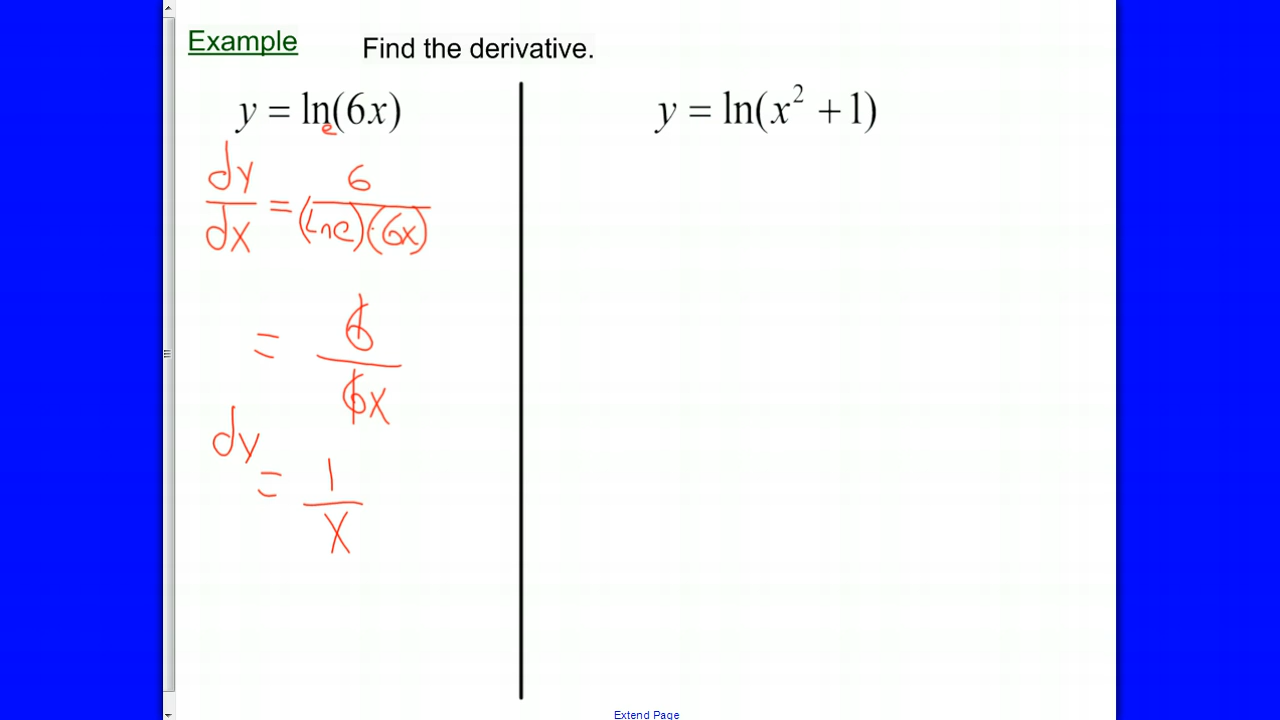 Example Find the derivative.
y = ln(6x)
e
dy/dx = 6/((ln e)(6x))
= 6/6x
dy
= 1/x
y = ln(x² + 1)
Extend Page